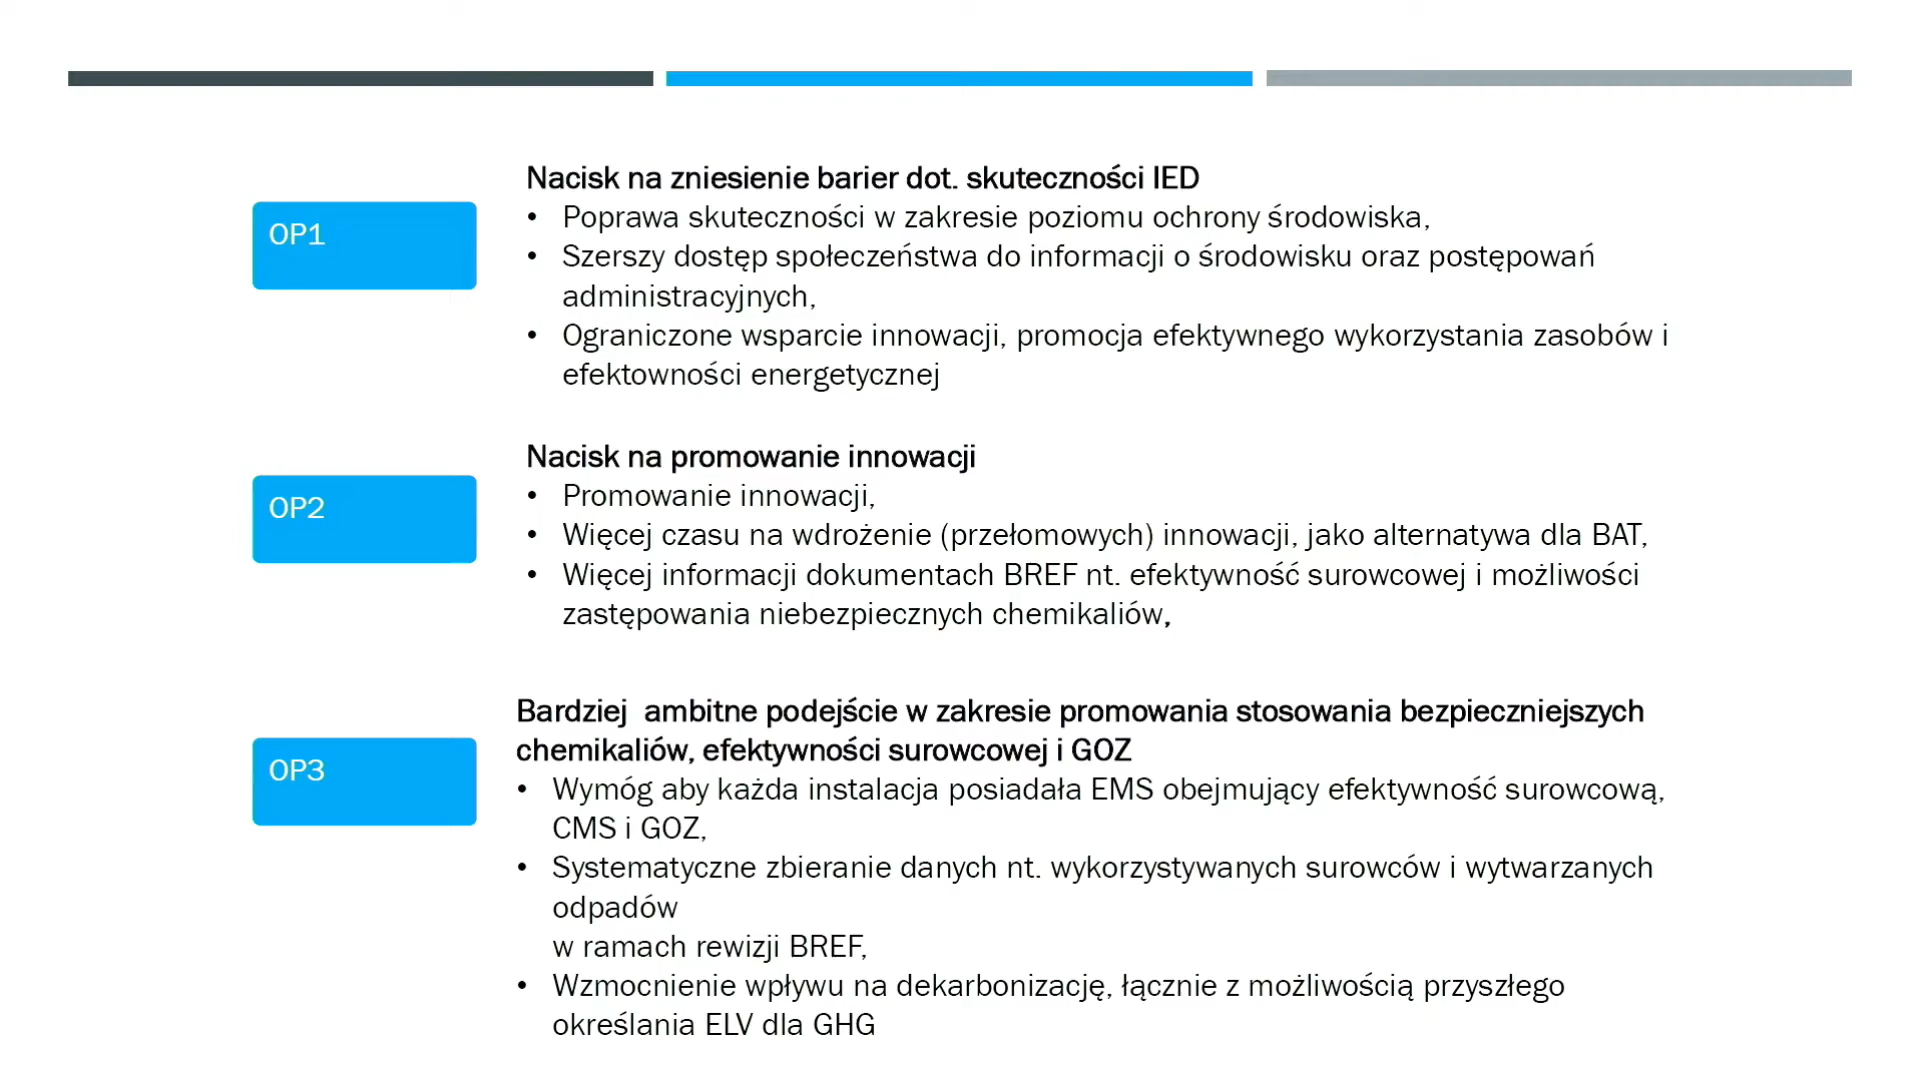 Nacisk na zniesienie barier dot. skuteczności IED
OP1
• Poprawa skuteczności w zakresie poziomu ochrony środowiska,
• Szerszy dostęp społeczeństwa do informacji o środowisku oraz postępowań
administracyjnych,
• Ograniczone wsparcie innowacji, promocja efektywnego wykorzystania zasobów i
efektowności energetycznej
Nacisk na promowanie innowacji
OP2
• Promowanie innowacji,
• Więcej czasu na wdrożenie (przełomowych) innowacji, jako alternatywa dla BAT,
• Więcej informacji dokumentach BREF nt. efektywność surowcowej i możliwości
zastępowania niebezpiecznych chemikaliów,
Bardziej  ambitne podejście w zakresie promowania stosowania bezpieczniejszych
chemikaliów, efektywności surowcowej i GOZ
OP3
• Wymóg aby każda instalacja posiadała EMS obejmujący efektywność surowcową,
CMS i GOZ,
• Systematyczne zbieranie danych nt. wykorzystywanych surowców i wytwarzanych
odpadów
w ramach rewizji BREF,
• Wzmocnienie wpływu na dekarbonizację, łącznie z możliwością przyszłego
określania ELV dla GHG